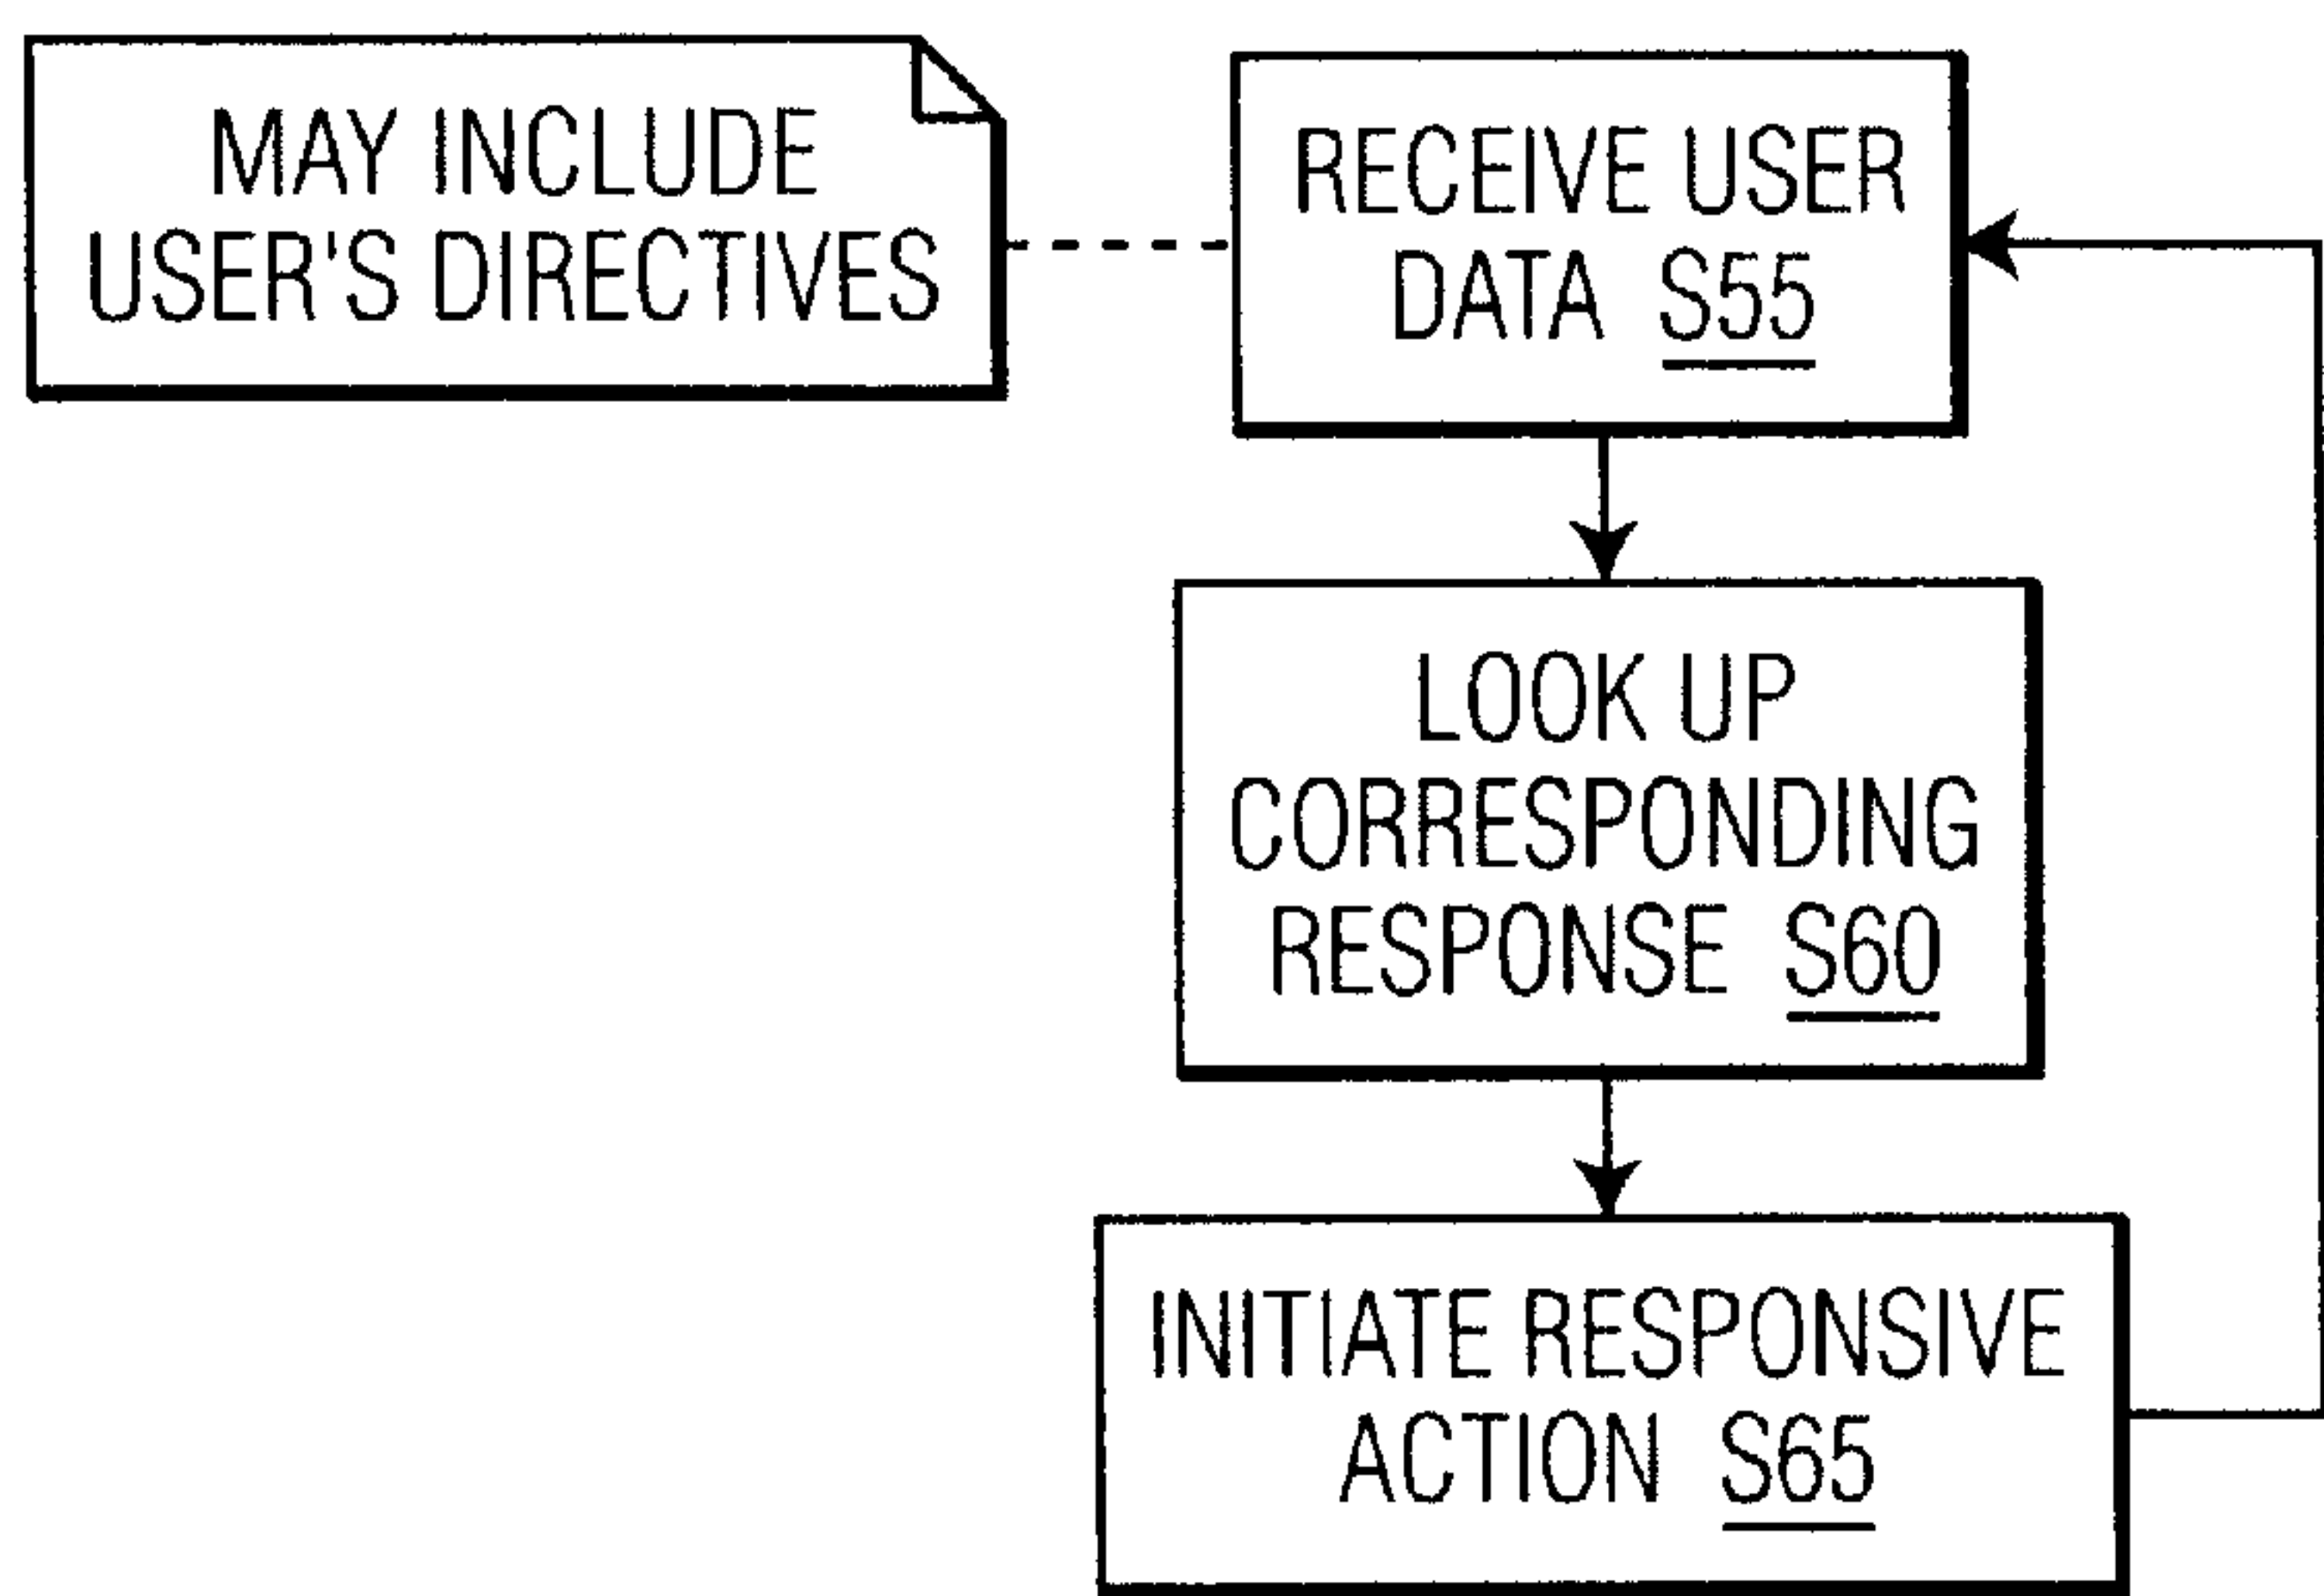 MAY INCLUDE
USER'S DIRECTIVES
RECEIVE USER
DATA S55
LOOK UP
CORRESPONDING
RESPONSE S60
INITIATE RESPONSIVE
ACTION S65